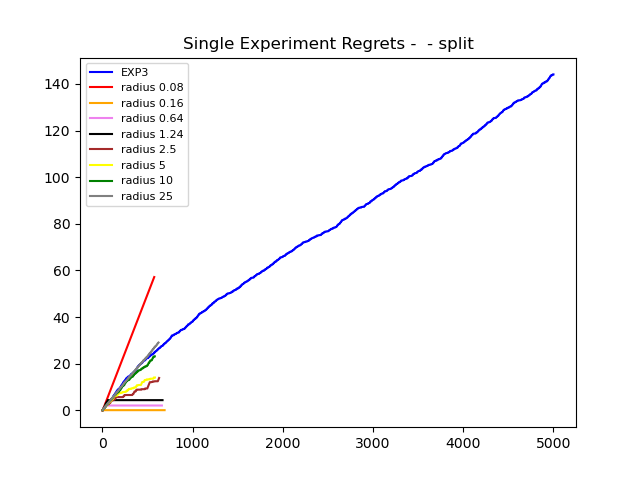 Single Experiment Regrets -  - split
EXP3
radius 0.08
radius 0.16
radius 0.64
radius 1.24
radius 2.5
radius 5
radius 10
radius 25
140
120
100
80
60
40
20
0
0 1000 2000 3000 4000 5000